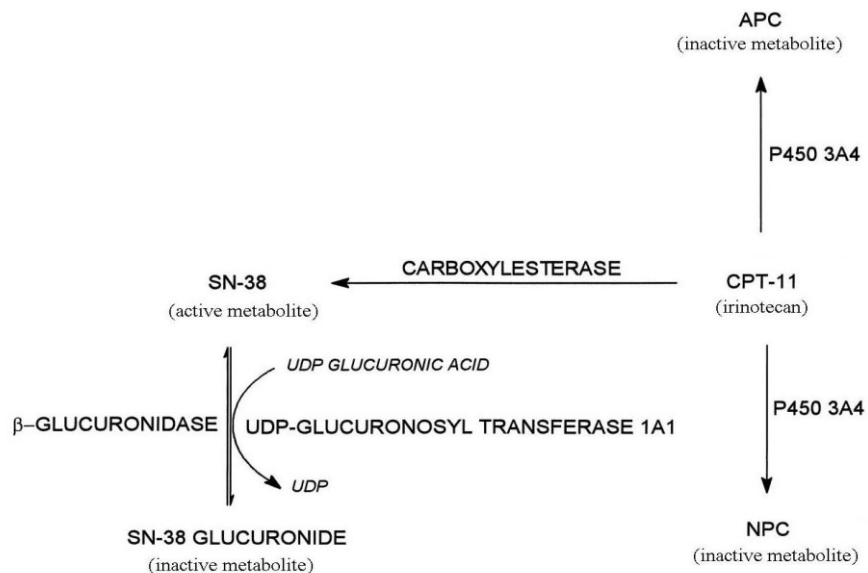 APC
(inactive metabolite)
P450 3A4
CARBOXYLESTERASE
SN-38
(active metabolite)
CPT-11
(irinotecan)
UDP GLUCURONIC ACID
β–GLUCURONIDASE
UDP-GLUCURONOSYL TRANSFERASE 1A1
P450 3A4
UDP
SN-38 GLUCURONIDE
(inactive metabolite)
NPC
(inactive metabolite)